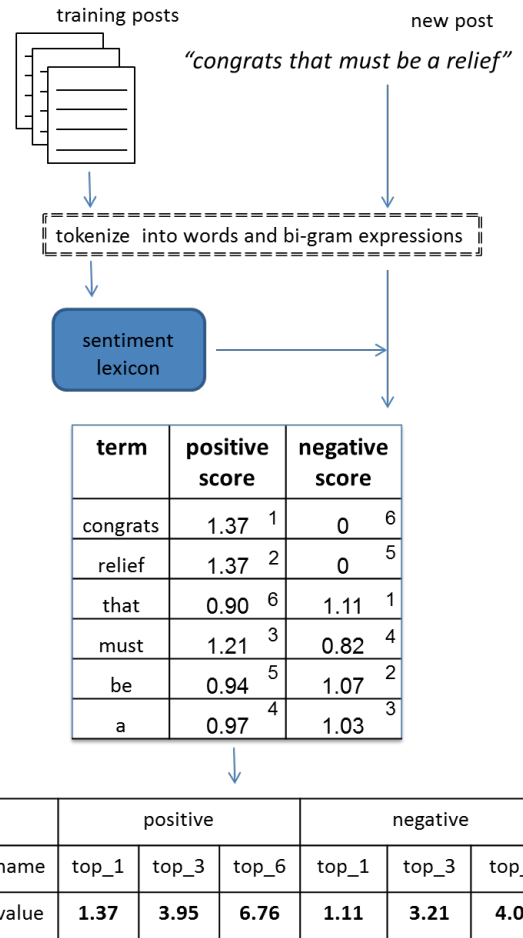 training posts
new post
“congrats that must be a relief”
tokenize into words and bi-gram expressions
sentiment
lexicon
term positive score negative score
congrats 1.37 1 0 6
relief 1.37 2 0 5
that 0.90 6 1.11 1
must 1.21 3 0.82 4
be 0.94 5 1.07 2
a 0.97 4 1.03 3
positive negative
name top_1 top_3 top_6 top_1 top_3 top_
value 1.37 3.95 6.76 1.11 3.21 4.0